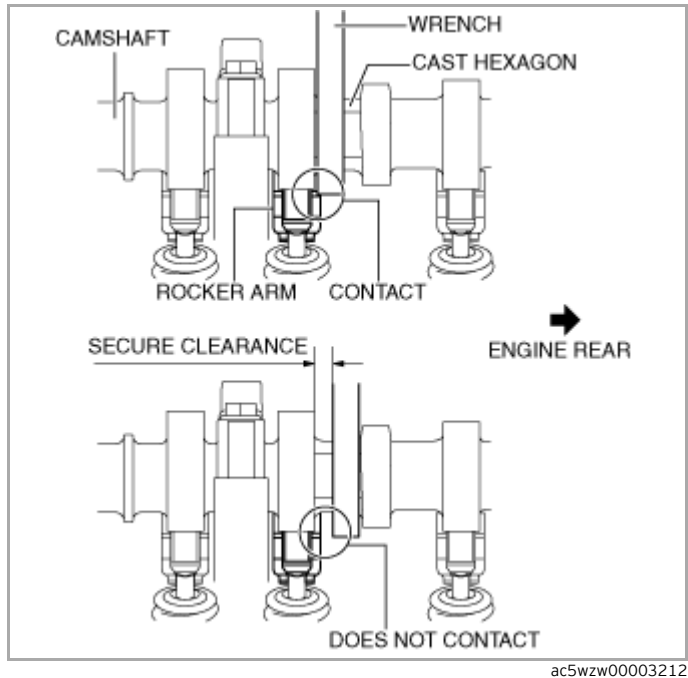 WRENCH
CAMSHAFT
CAST HEXAGON
ROCKER ARM
CONTACT
SECURE CLEARANCE
ENGINE REAR
DOES NOT CONTACT
ac5wzw00003212